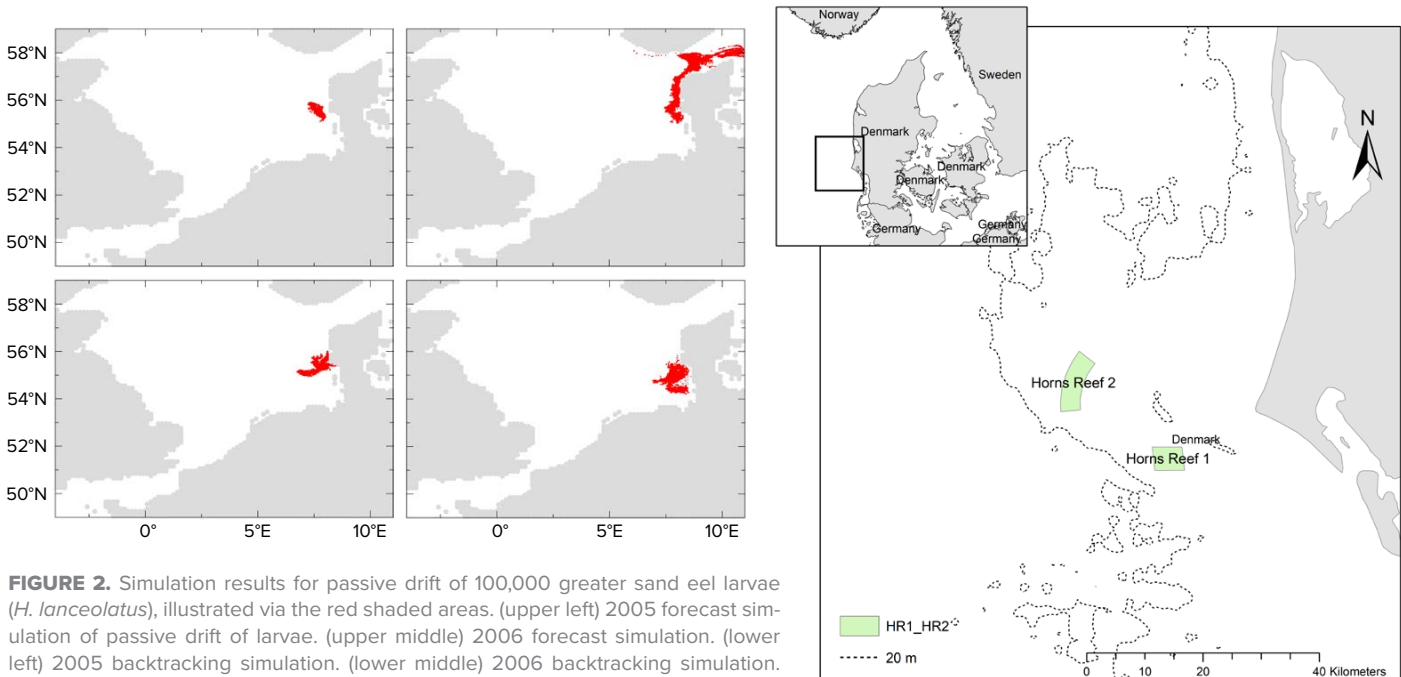 58°N
56°N
54°N
52°N
50°N
58°N
56°N
54°N
52°N
50°N
0° 5°E 10°E 0° 5°E 10°E
FIGURE 2. Simulation results for passive drift of 100,000 greater sand eel larvae
(H. lanceolatus), illustrated via the red shaded areas. (upper left) 2005 forecast sim-
ulation of passive drift of larvae. (upper middle) 2006 forecast simulation. (lower
left) 2005 backtracking simulation. (lower middle) 2006 backtracking simulation.
Norway
Sweden
Denmark
Denmark
Denmark
Germany
Germany
Germany
N
Horns Reef 2
Denmark
Horns Reef 1
HR1_HR2
20 m
0 5 10 20 30 40 Kilometers